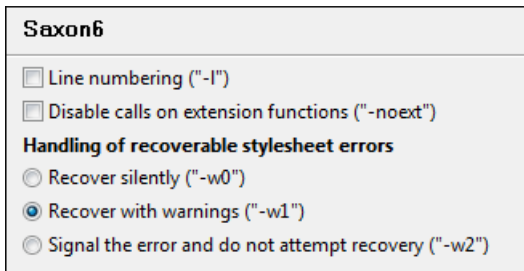 Saxon6
Line numbering ("-l")
Disable calls on extension functions ("-noext")
Handling of recoverable stylesheet errors
Recover silently ("-w0")
Recover with warnings ("-w1")
Signal the error and do not attempt recovery ("-w2")